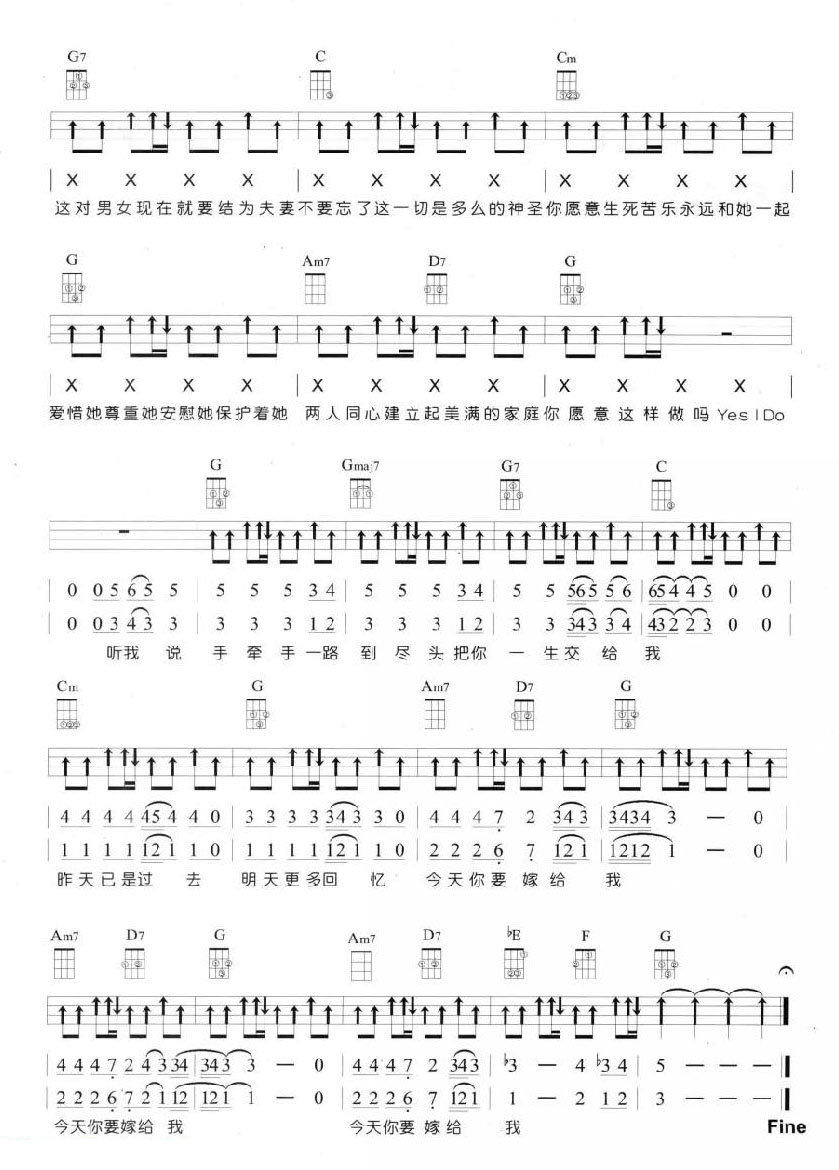 G7 C Cm
X X X X X X X X X X X X
这对男女现在就要结为夫妻不要忘了这一切是多么的神圣你愿意生死苦乐永远和她一起
G Am7 D7 G
X X X X X X X X X X X X
爱惜她尊重她安慰她保护着她 两人同心建立起美满的家庭你愿意这样做吗Yes I Do
G Gmaj7 G7 C
0 0 5 6 5 5 | 5 5 5 3 4 | 5 5 5 3 4 | 5 5 5 6 5 5 6 | 6 5 4 4 5 0 0
0 0 3 4 3 3 | 3 3 3 1 2 | 3 3 3 1 2 | 3 3 3 4 3 3 4 | 4 3 2 2 3 0 0
听我 说 手 牵 手 一路 到 尽 头 把你 一 生交 给 我
Cm G Am7 D7 G
4 4 4 4 4 5 4 4 0 | 3 3 3 3 3 4 3 3 0 | 4 4 4 7 2 3 4 3 | 3 4 3 4 3 — 0
1 1 1 1 1 2 1 1 0 | 1 1 1 1 1 2 1 1 0 | 2 2 2 6 7 1 2 1 | 1 2 1 2 1 — 0
昨天已是过 去 明天更多回 忆 今天你要 嫁给 我
Am7 D7 G Am7 D7 ♭E F G
4 4 4 7 2 4 3 3 4 | 3 4 3 3 — 0 | 4 4 4 7 2 3 4 3 | ♭3 — 4 ♭3 4 | 5 — — —
2 2 2 6 7 2 1 1 2 | 1 2 1 1 — 0 | 2 2 2 6 7 1 2 1 | 1 — 2 1 2 | 3 — — —
今天你要嫁给 我 今天你要 嫁给 我 Fine